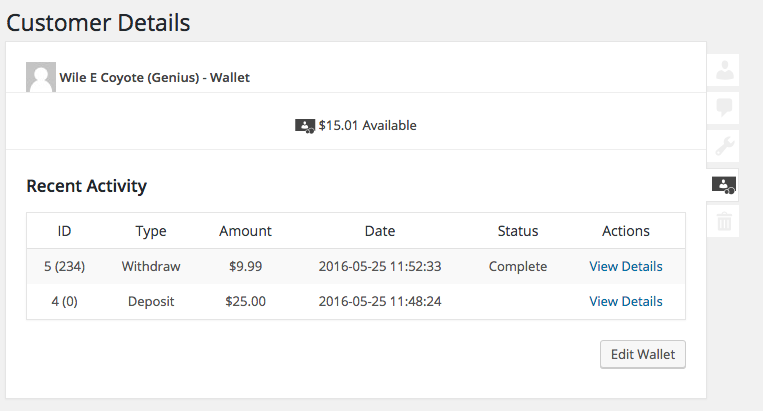 Customer Details
Wile E Coyote (Genius) - Wallet
$15.01 Available
Recent Activity
ID Type Amount Date Status Actions
5 (234) Withdraw $9.99 2016-05-25 11:52:33 Complete View Details
4 (0) Deposit $25.00 2016-05-25 11:48:24 View Details
Edit Wallet